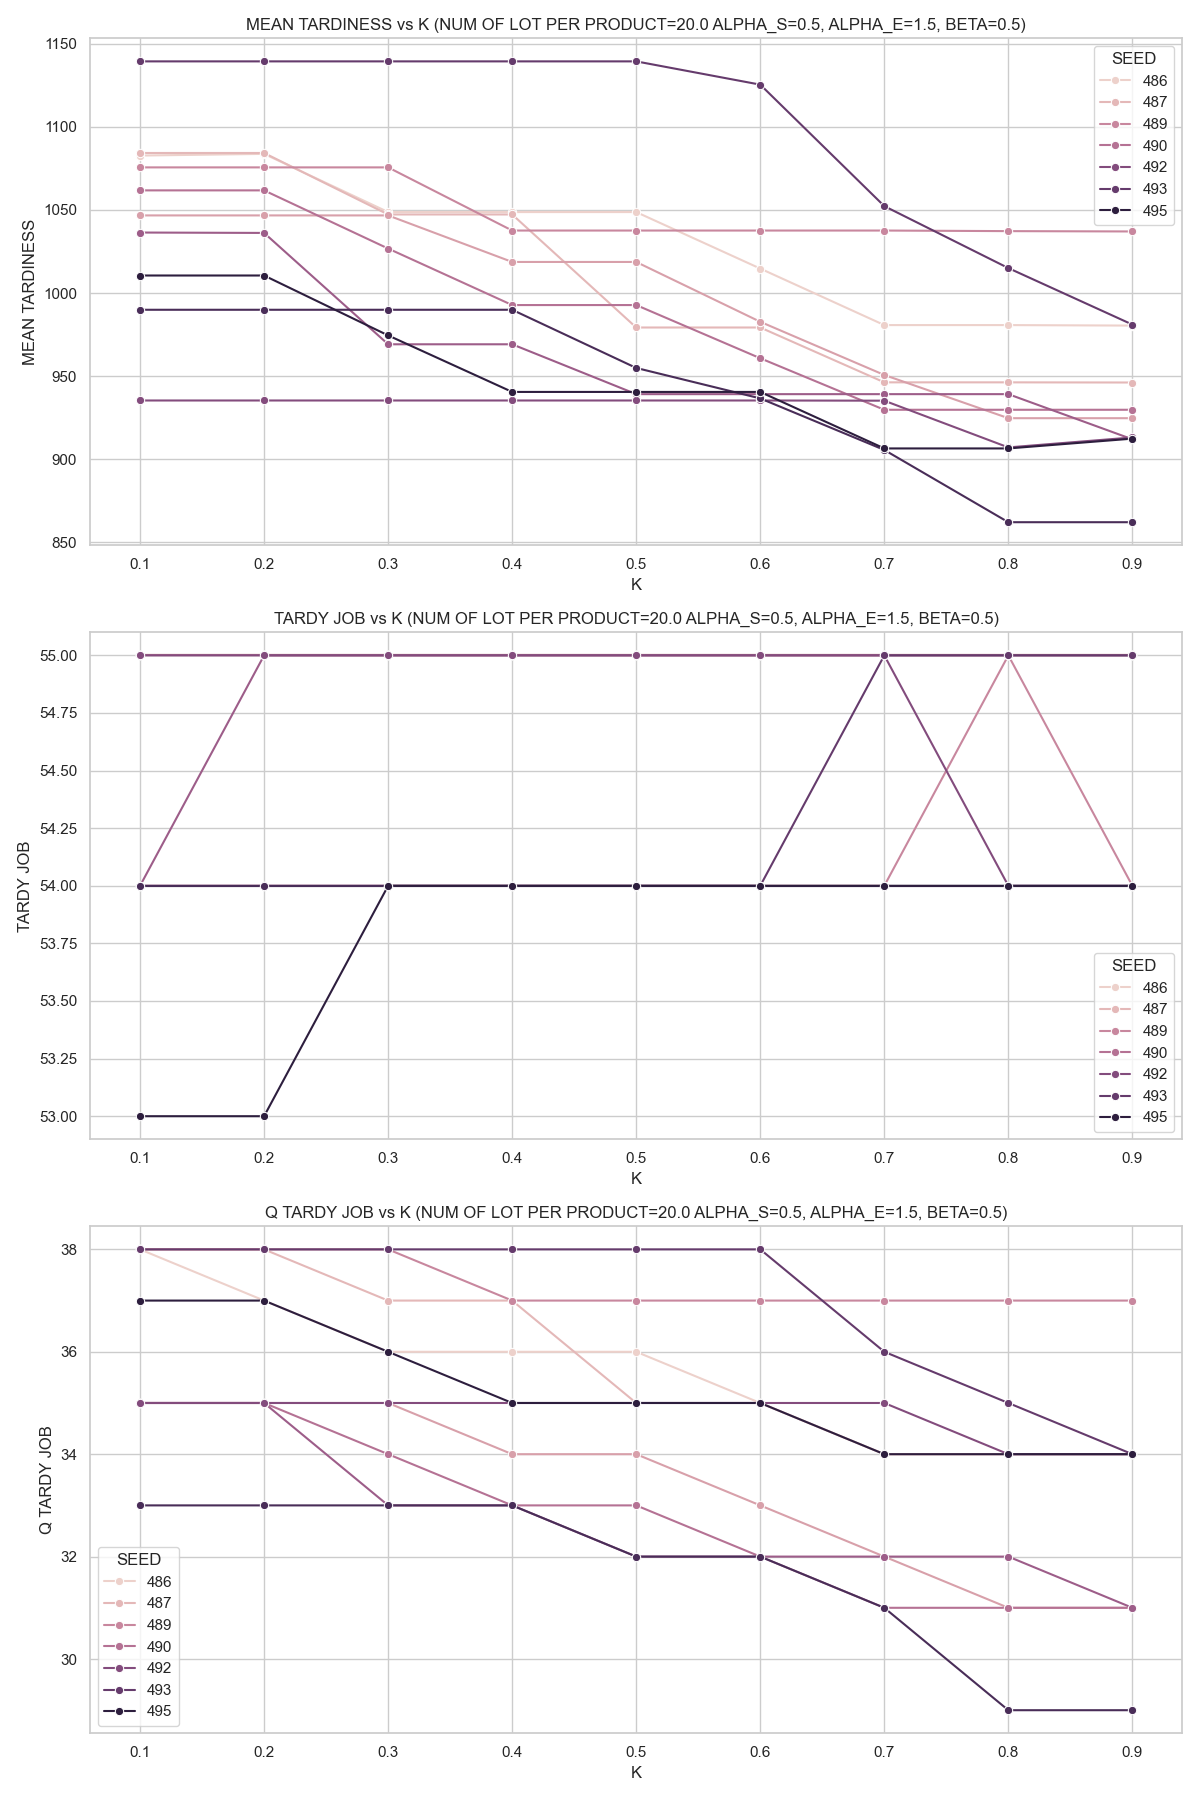 MEAN TARDINESS vs K (NUM OF LOT PER PRODUCT=20.0 ALPHA_S=0.5, ALPHA_E=1.5, BETA=0.5)
MEAN TARDINESS
1150
1100
1050
1000
950
900
850
SEED
486
487
489
490
492
493
495
0.1 0.2 0.3 0.4 0.5 0.6 0.7 0.8 0.9
K
TARDY JOB vs K (NUM OF LOT PER PRODUCT=20.0 ALPHA_S=0.5, ALPHA_E=1.5, BETA=0.5)
TARDY JOB
55.00
54.75
54.50
54.25
54.00
53.75
53.50
53.25
53.00
SEED
486
487
489
490
492
493
495
0.1 0.2 0.3 0.4 0.5 0.6 0.7 0.8 0.9
K
Q TARDY JOB vs K (NUM OF LOT PER PRODUCT=20.0 ALPHA_S=0.5, ALPHA_E=1.5, BETA=0.5)
Q TARDY JOB
38
36
34
32
30
SEED
486
487
489
490
492
493
495
0.1 0.2 0.3 0.4 0.5 0.6 0.7 0.8 0.9
K